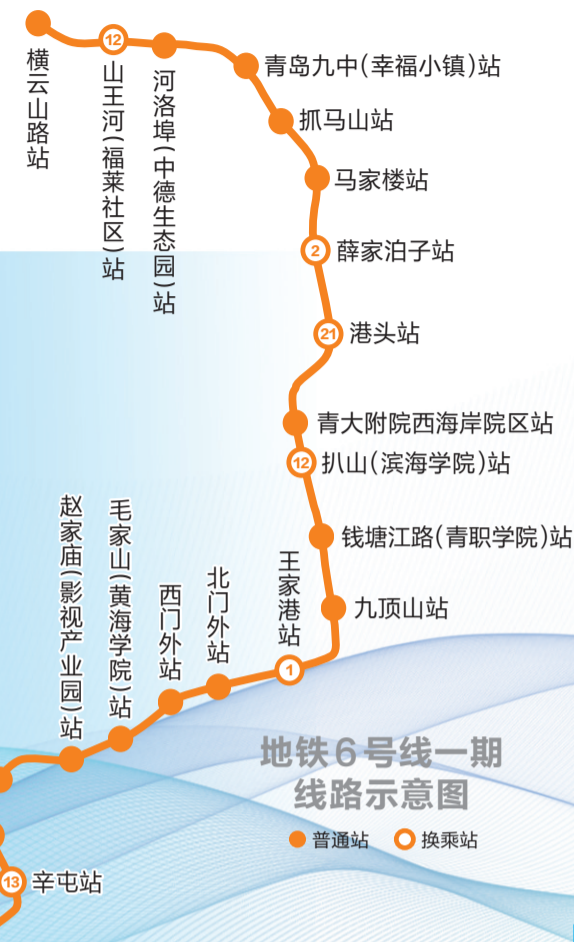 12
横云山路站
山王河(福莱社区)站
河洛埠(中德生态园)站
青岛九中(幸福小镇)站
抓马山站
马家楼站
2
薛家泊子站
21
港头站
青大附院西海岸院区站
12
扒山(滨海学院)站
钱塘江路(青职学院)站
九顶山站
王家港站
1
北门外站
西门外站
毛家山(黄海学院)站
赵家庙(影视产业园)站
地铁6号线一期
线路示意图
普通站
换乘站
13
辛屯站